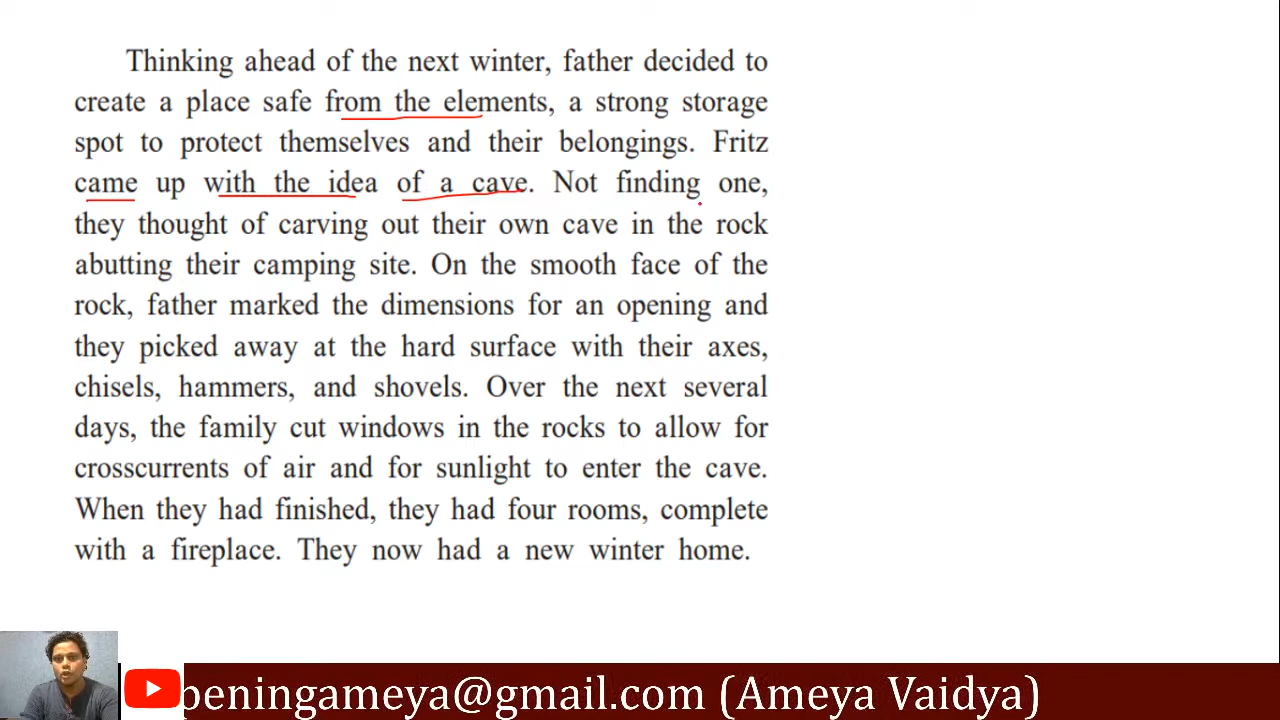 Thinking ahead of the next winter, father decided to
create a place safe from the elements, a strong storage
spot to protect themselves and their belongings. Fritz
came up with the idea of a cave. Not finding one,
they thought of carving out their own cave in the rock
abutting their camping site. On the smooth face of the
rock, father marked the dimensions for an opening and
they picked away at the hard surface with their axes,
chisels, hammers, and shovels. Over the next several
days, the family cut windows in the rocks to allow for
crosscurrents of air and for sunlight to enter the cave.
When they had finished, they had four rooms, complete
with a fireplace. They now had a new winter home.
peningameya@gmail.com (Ameya Vaidya)